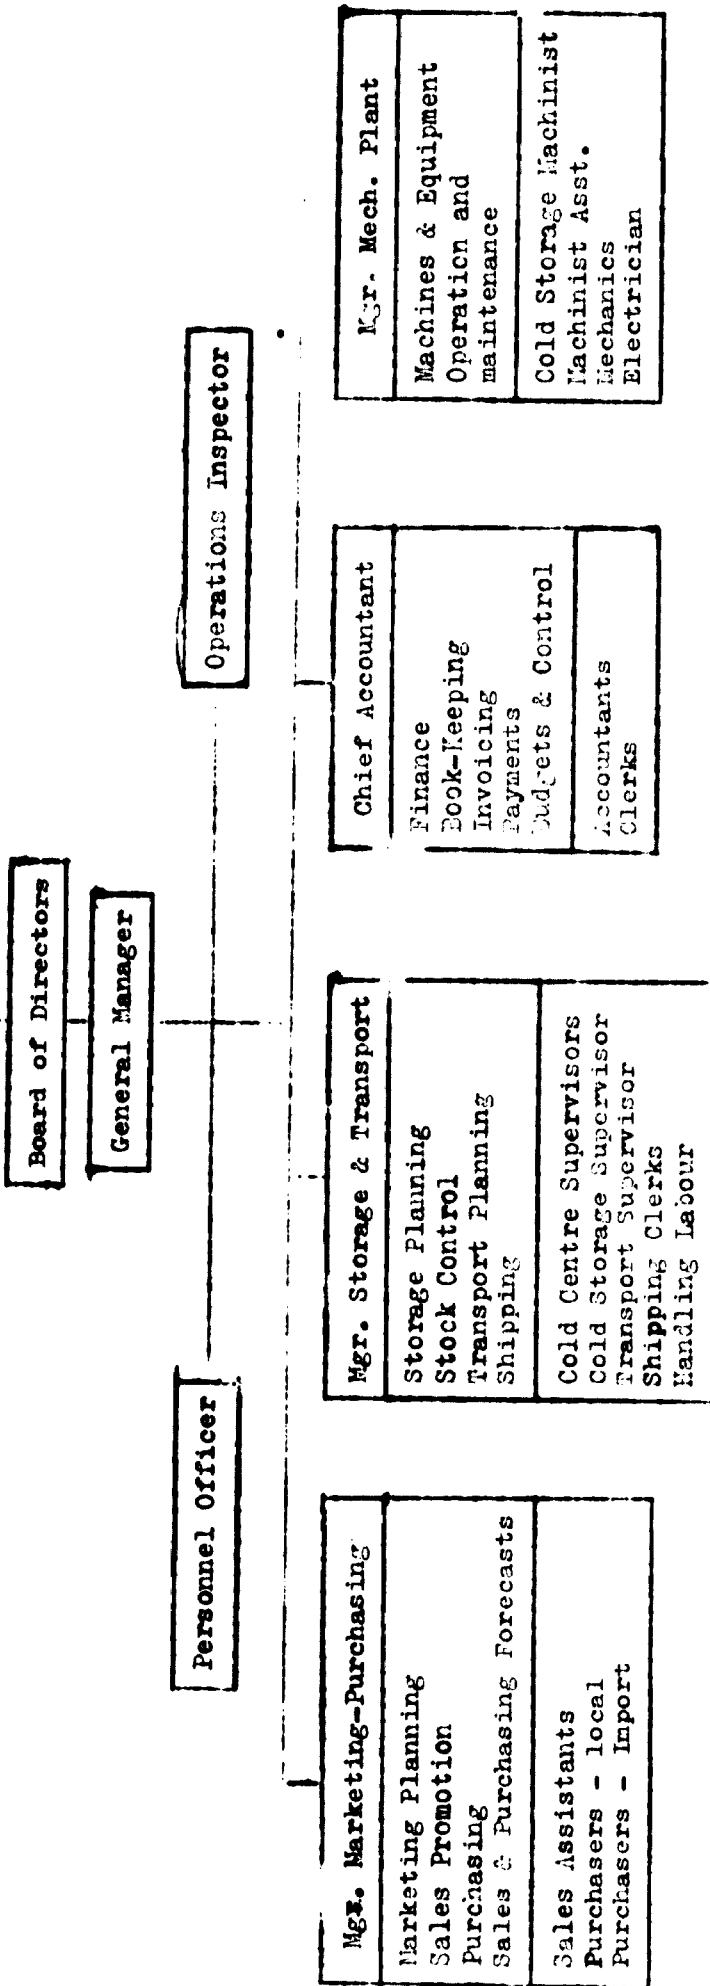 Board of Directors
General Manager
Personnel Officer
Operations Inspector
Mgr. Marketing-Purchasing
Marketing Planning
Sales Promotion
Purchasing
Sales & Purchasing Forecasts
Sales Assistants
Purchasers - local
Purchasers - Import
Mgr. Storage & Transport
Storage Planning
Stock Control
Transport Planning
Shipping
Cold Centre Supervisors
Cold Storage Supervisor
Transport Supervisor
Shipping Clerks
Handling Labour
Chief Accountant
Finance
Book-Keeping
Invoicing
Payments
Budgets & Control
Accountants
Clerks
Mgr. Mech. Plant
Machines & Equipment
Operation and
maintenance
Cold Storage Machinist
Machinist Asst.
Mechanics
Electrician